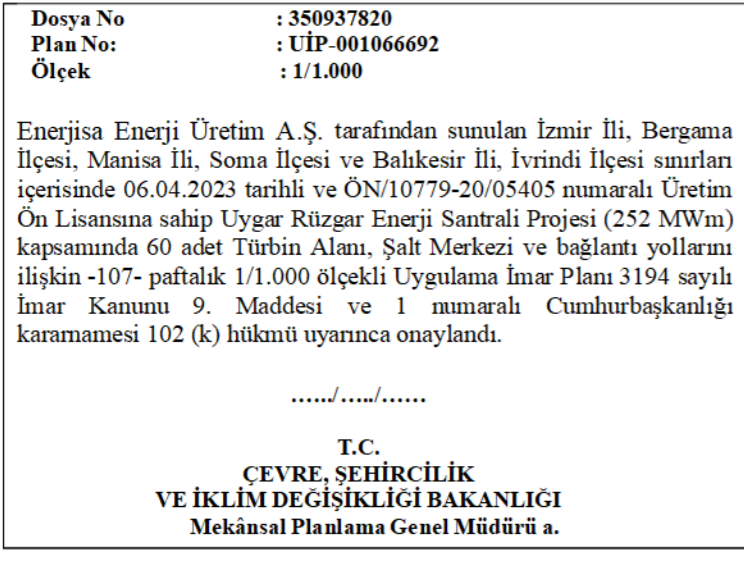 Dosya No : 350937820
Plan No: : UİP-001066692
Ölçek : 1/1.000
Enerjisa Enerji Üretim A.Ş. tarafından sunulan İzmir İli, Bergama
İlçesi, Manisa İli, Soma İlçesi ve Balıkesir İli, İvrindi İlçesi sınırları
içerisinde 06.04.2023 tarihli ve ÖN/10779-20/05405 numaralı Üretim
Ön Lisansına sahip Uygar Rüzgar Enerji Santrali Projesi (252 MWm)
kapsamında 60 adet Türbin Alanı, Şalt Merkezi ve bağlantı yollarını
ilişkin -107- paftalık 1/1.000 ölçekli Uygulama İmar Planı 3194 sayılı
İmar Kanunu 9. Maddesi ve 1 numaralı Cumhurbaşkanlığı
kararnamesi 102 (k) hükmü uyarınca onaylandı.
....../...../......
T.C.
ÇEVRE, ŞEHİRCİLİK
VE İKLİM DEĞİŞİKLİĞİ BAKANLIĞI
Mekânsal Planlama Genel Müdürü a.